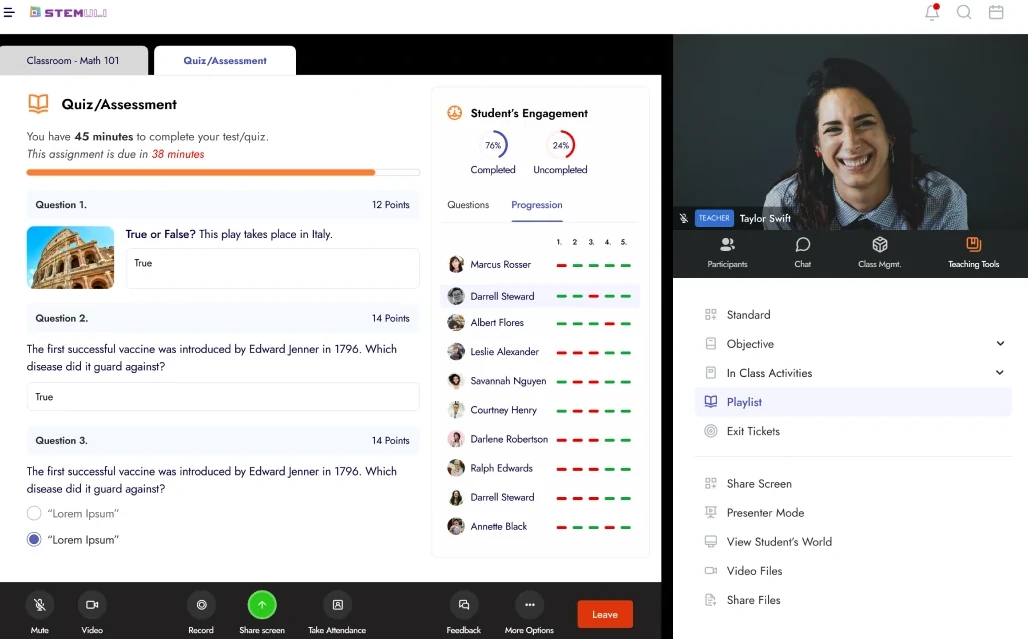 STEMULI
Classroom - Math 101
Quiz/Assessment
Quiz/Assessment
You have 45 minutes to complete your test/quiz.
This assignment is due in 38 minutes
Question 1.
12 Points
True or False? This play takes place in Italy.
True
Question 2.
14 Points
The first successful vaccine was introduced by Edward Jenner in 1796. Which
disease did it guard against?
True
Question 3.
14 Points
The first successful vaccine was introduced by Edward Jenner in 1796. Which
disease did it guard against?
“Lorem Ipsum”
“Lorem Ipsum”
Student’s Engagement
76%
24%
Completed
Uncompleted
Questions
Progression
1. 2 3. 4. 5.
Marcus Rosser
Darrell Steward
Albert Flores
Leslie Alexander
Savannah Nguyen
Courtney Henry
Darlene Robertson
Ralph Edwards
Darrell Steward
Annette Black
TEACHER
Taylor Swift
Participants
Chat
Class Mgmt.
Teaching Tools
Standard
Objective
In Class Activities
Playlist
Exit Tickets
Share Screen
Presenter Mode
View Student’s World
Video Files
Share Files
Mute
Video
Record
Share screen
Take Attendance
Feedback
More Options
Leave